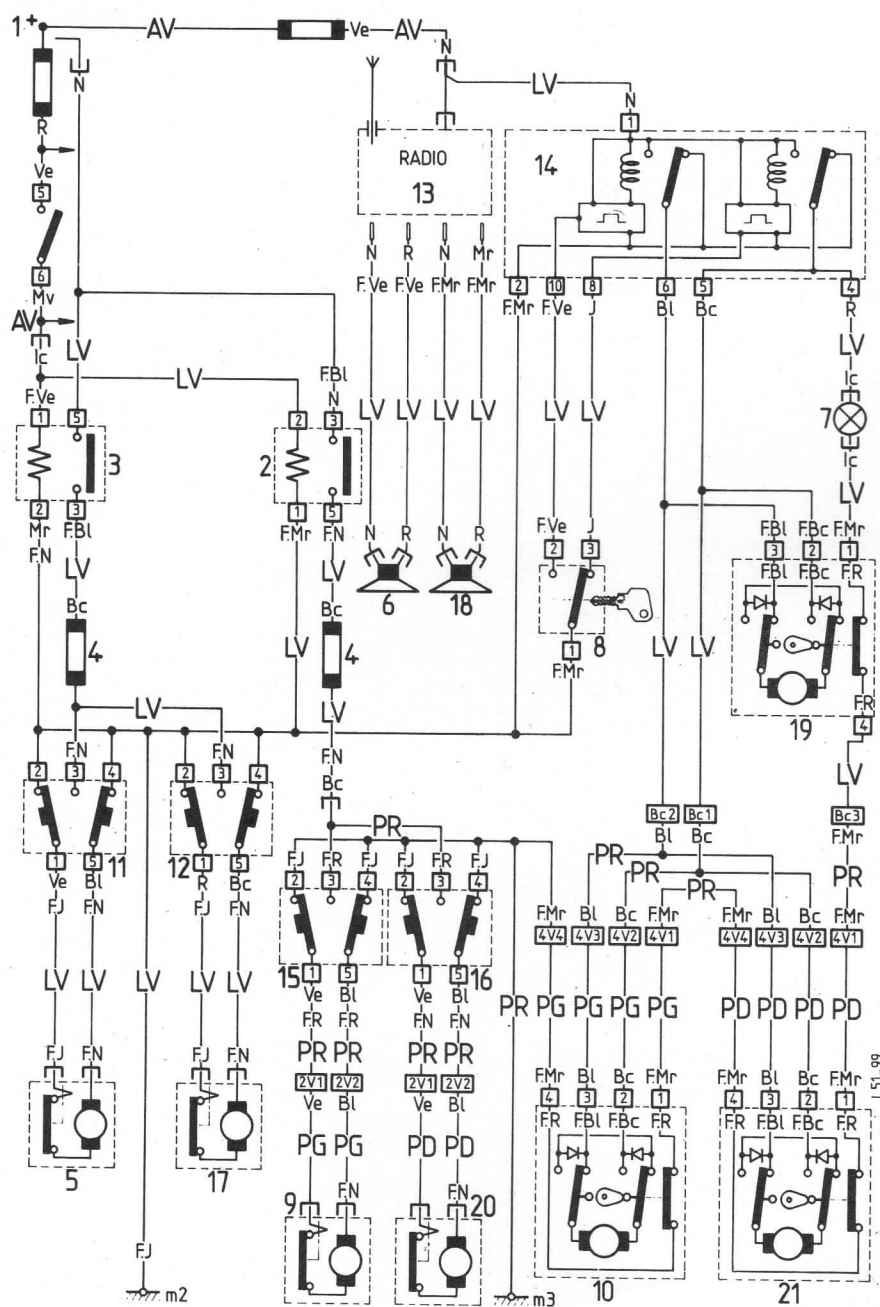 1+ AV Ve AV
N N LV N
1
R RADIO 14
Ve 13
5
N R N Mr
6 2 10 8 6 5 4
Mv F.Ve F.Ve F.Mr F.Mr F.Mr F.Ve J Bl Bc R
AV
Ic LV LV
LV F.Bl Ic
F.Ve N LV LV LV LV LV LV 7
1 5 2 3 Ic
3 2 LV
2 3 1 5 F.Ve J F.Bl F.Bc F.Mr
Mr F.Bl F.Mr F.N N R N R 2 3 3 2 1
F.N F.Bl F.Bc F.R
LV LV
Bc Bc 6 18
4 4 8
LV 1
F.Mr LV LV
LV LV F.R
19 4
F.N F.N F.N
2 3 4 2 3 4 Bc LV
Bc2 Bc1 Bc3
PR Bl Bc F.Mr
1 5 11 12 1 5 F.J F.R F.J F.J F.R F.J PR PR PR PR
Ve Bl R Bc 2 3 4 2 3 4
F.J F.N F.J F.N F.Mr Bl Bc F.Mr F.Mr Bl Bc F.Mr
4V4 4V3 4V2 4V1 4V4 4V3 4V2 4V1
15 1 5 1 5 16
LV LV LV LV Ve Bl Ve Bl
F.R F.R F.N F.N PR PG PG PG PG PD PD PD PD
PR PR PR PR
F.J F.N F.J F.N 2V1 2V2 2V1 2V2
Ve Bl Ve Bl F.Mr Bl Bc F.Mr F.Mr Bl Bc F.Mr
4 3 2 1 4 3 2 1
PG PG PD PD F.R F.Bl F.Bc F.R F.R F.Bl F.Bc F.R
5 17
F.N F.N
9 20
F.J
m2 m3 10 21
L51-99